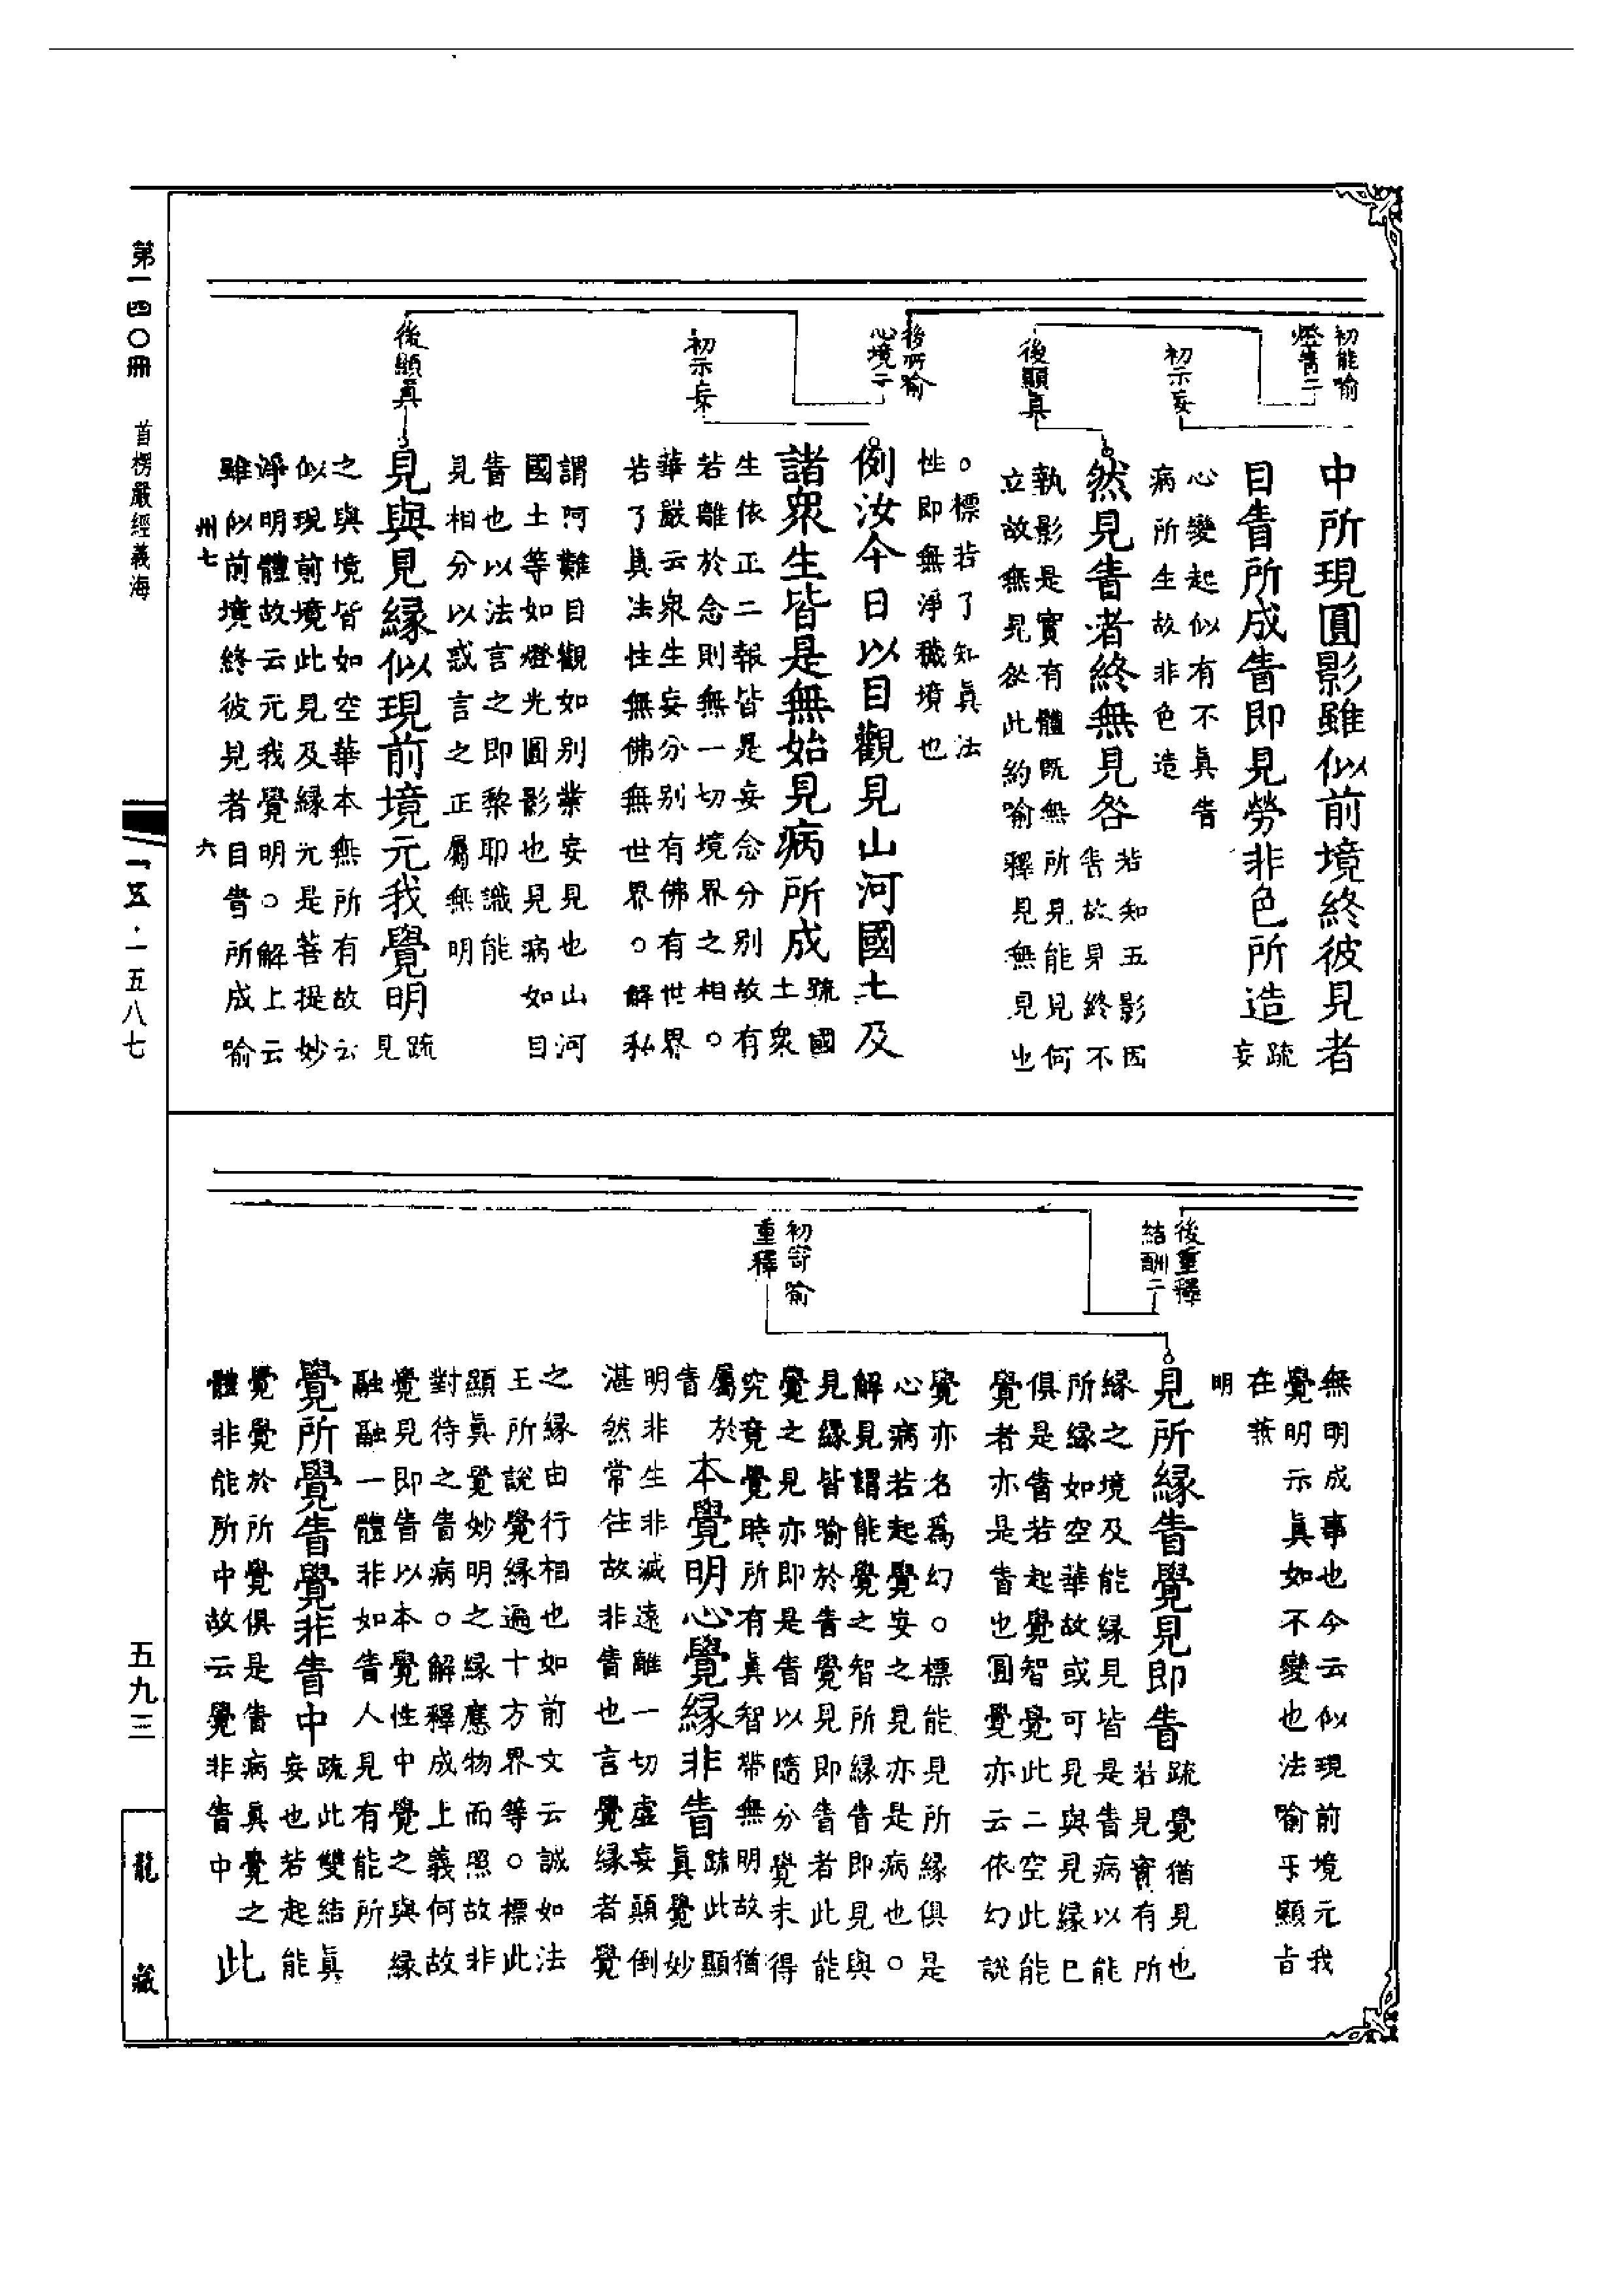 初能喻
燈眚二
初示妄
中所現圓影雖似前境終彼見者
目眚所成眚即見勞非色所造疏妄
心變起似有不真眚
病所生故非色造
後顯真
然見眚者終無見咎若知五影因
眚故見終不
執影是實有體既無所見能見何
立故無見咎此約喻釋見無見也
。標若了知真法
性即無淨穢境也
後所喻
心境二
例汝今日以目觀見山河國土及
初示妄
諸眾生皆是無始見病所成疏國
土眾
生依正二報皆是妄念分別故有
若離於念則無一切境界之相。
華嚴云眾生妄分別有佛有世界
若了真法性無佛無世界。解私
謂阿難目觀如別業妄見也山河
國土等如燈光圓影也見病如目
眚也以法言之即黎耶識能
見相分以惑言之正屬無明
後顯真
見與見緣似現前境元我覺明疏
見
之與境皆如空華本無所有故云
似現前境此見及緣元是菩提妙
淨明體故云元我覺明。解上云
雖似前境終彼見者目眚所成喻
州七 六
無明成事也今云似現前境元我
覺明示真如不變也法喻互顯旨
在茲
明
後重釋
結酬二
見所緣眚覺見即眚疏覺猶見也
若見實有所
緣之境及能緣見皆是眚病以能
所緣如空華故或可見與見緣已
俱是眚若起覺智覺此二空此能
覺者亦是眚也圓覺亦云依幻說
覺亦名為幻。標能見所緣俱是
心病若起覺妄之見亦是病也。
解見謂能覺之智所緣眚即見與
見緣皆喻於眚覺見即眚者此能
覺之見亦即是眚以隨分覺未得
究竟覺時所有真智帶無明故猶
屬於
眚
初寄喻
重釋
本覺明心覺緣非眚疏此顯
真覺妙
明非生非滅遠離一切虛妄顛倒
湛然常住故非眚也言覺緣者覺
之緣由行相也如前文云誠如法
王所說覺緣遍十方界等。標此
顯真覺妙明之緣應物而照故非
對待之眚病。解釋成上義何故
覺見即眚以本覺性中覺之與緣
融融一體非如眚人見有能所
覺所覺眚覺非眚中疏此雙結真
妄也若起能
覺覺於所覺俱是眚病真覺之
體非能所中故云覺非眚中此
第一四〇冊 首楞嚴經義海
一五·一五八七
五九三
龍藏